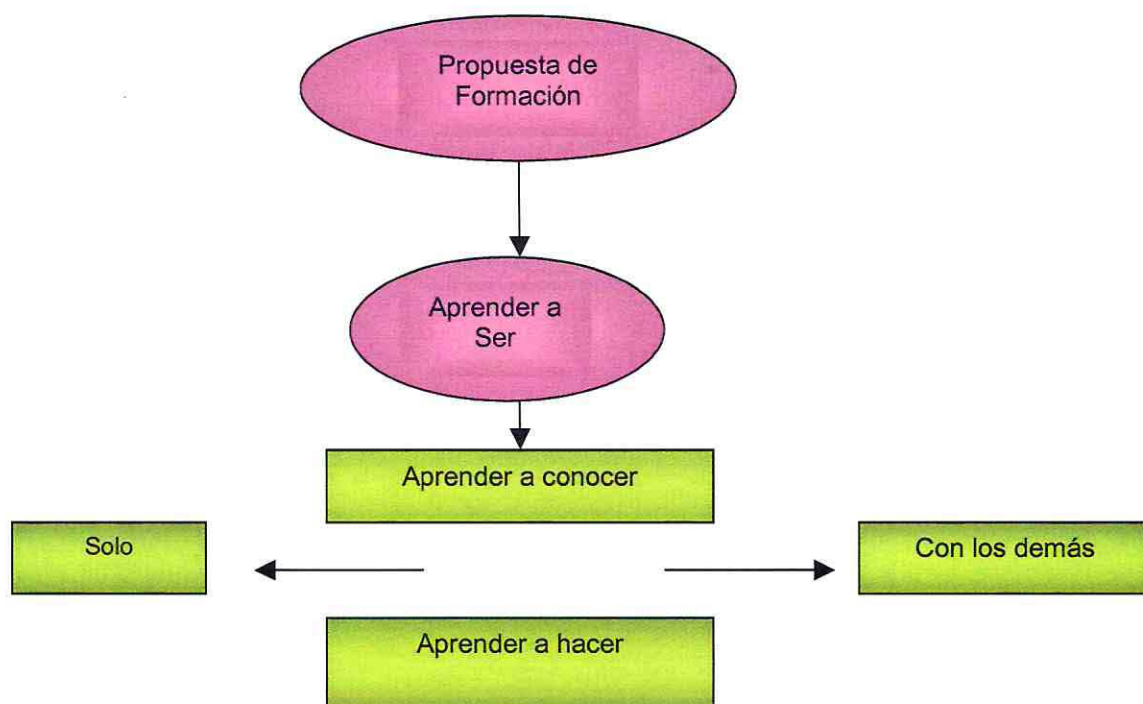 Propuesta de
Formación
Aprender a
Ser
Aprender a conocer
Solo
Con los demás
Aprender a hacer